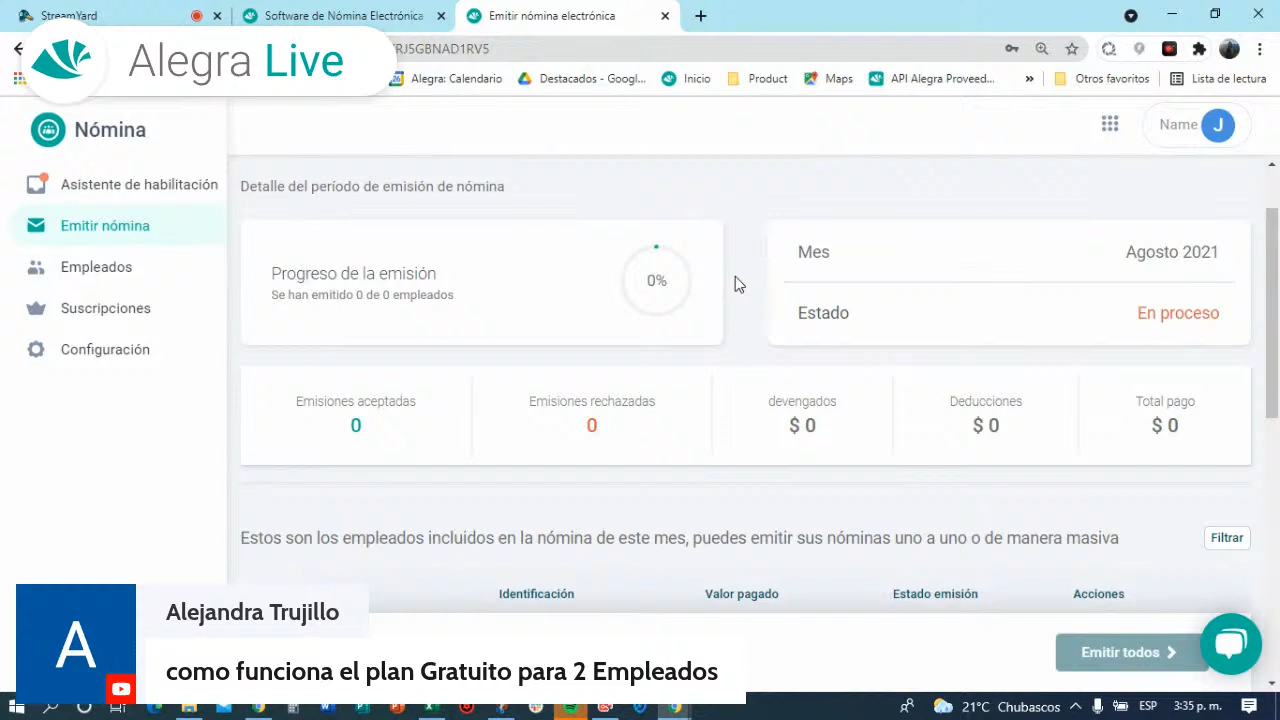 StreamYard
Software de Nómina Electrónica
Emitir nómina electrónica
Alegra Live
RJ5GBNAD1RV5
Alegra: Calendario
Destacados - Googl...
Inicio
Product
Maps
API Alegra Proveed...
»
Otros favoritos
Lista de lectura
Nómina
Name J
Asistente de habilitación
Emitir nómina
Empleados
Suscripciones
Configuración
Detalle del período de emisión de nómina
Progreso de la emisión
Se han emitido 0 de 0 empleados
0%
Mes Agosto 2021
Estado En proceso
Emisiones aceptadas Emisiones rechazadas devengados Deducciones Total pago
0 0 $ 0 $ 0 $ 0
Estos son los empleados incluidos en la nómina de este mes, puedes emitir sus nóminas uno a uno o de manera masiva
Filtrar
Identificación Valor pagado Estado emisión Acciones
Emitir todos
A
Alejandra Trujillo
como funciona el plan Gratuito para 2 Empleados
21°C Chubascos
ESP
3:35 p. m.